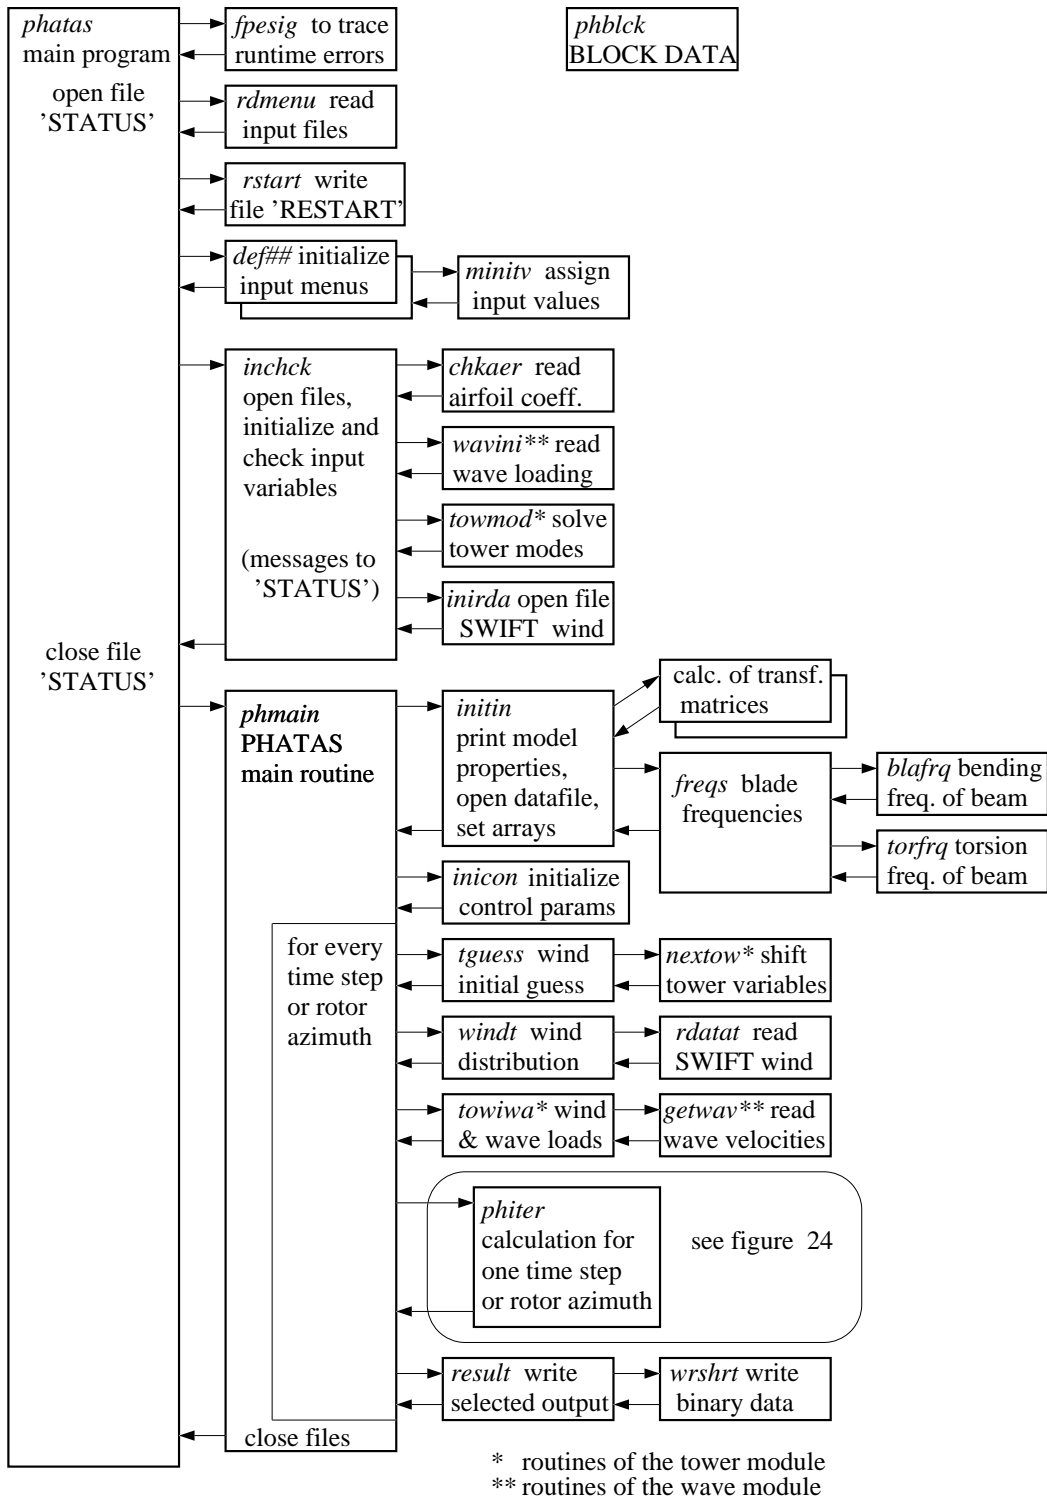 phatas
main program
open file
'STATUS'
close file
'STATUS'
fpesig to trace
runtime errors
phblck
BLOCK DATA
rdmenu read
input files
rstart write
file 'RESTART'
def## initialize
input menus
minitv assign
input values
inchck
open files,
initialize and
check input
variables
(messages to
'STATUS')
chkaer read
airfoil coeff.
wavini** read
wave loading
towmod* solve
tower modes
inirda open file
SWIFT wind
phmain
PHATAS
main routine
initin
print model
properties,
open datafile,
set arrays
calc. of transf.
matrices
freqs blade
frequencies
blafrq bending
freq. of beam
torfrq torsion
freq. of beam
inicon initialize
control params
for every
time step
or rotor
azimuth
tguess wind
initial guess
nextow* shift
tower variables
windt wind
distribution
rdatat read
SWIFT wind
towiwa* wind
& wave loads
getwav** read
wave velocities
phiter
calculation for
one time step
or rotor azimuth
see figure 24
result write
selected output
wrshrt write
binary data
close files
* routines of the tower module
** routines of the wave module